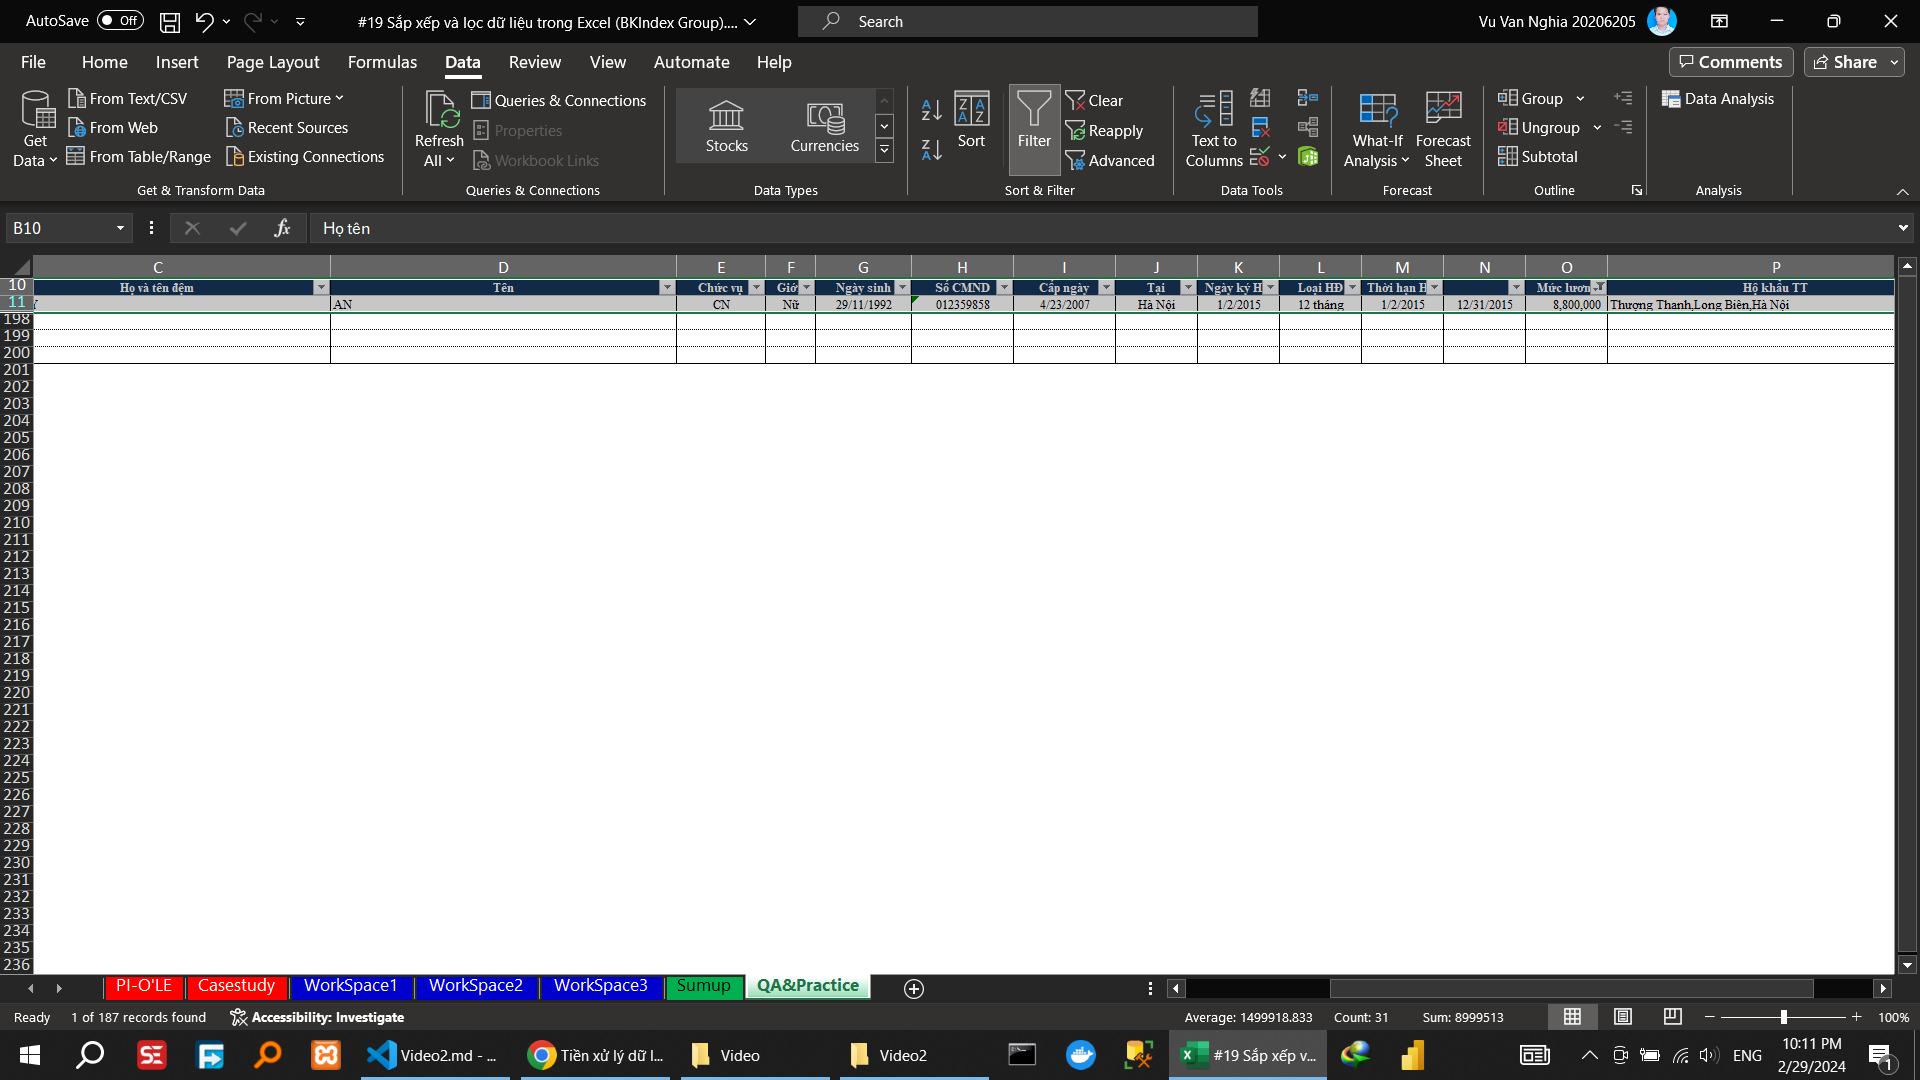 AutoSave Off #19 Sắp xếp và lọc dữ liệu trong Excel (BKIndex Group).... Search Vu Van Nghia 20206205
File Home Insert Page Layout Formulas Data Review View Automate Help Comments Share
Get Data
From Text/CSV
From Web
From Table/Range
From Picture
Recent Sources
Existing Connections
Get & Transform Data
Refresh All
Queries & Connections
Properties
Workbook Links
Queries & Connections
Stocks
Currencies
Data Types
Sort
Filter
Clear
Reapply
Advanced
Sort & Filter
Text to Columns
Data Tools
What-If Analysis
Forecast Sheet
Forecast
Group
Ungroup
Subtotal
Outline
Data Analysis
Analysis
B10 fx Họ tên
C D E F G H I J K L M N O P
10 Họ và tên đệm Tên Chức vụ Giớ Ngày sinh Số CMND Cấp ngày Tại Ngày ký H Loại HĐ Thời hạn H Mức lươn Hộ khẩu TT
11 AN CN Nữ 29/11/1992 012359858 4/23/2007 Hà Nội 1/2/2015 12 tháng 1/2/2015 12/31/2015 8,800,000 Thượng Thanh,Long Biên,Hà Nội
198
199
200
201
202
203
204
205
206
207
208
209
210
211
212
213
214
215
216
217
218
219
220
221
222
223
224
225
226
227
228
229
230
231
232
233
234
235
236
PI-O'LE Casestudy WorkSpace1 WorkSpace2 WorkSpace3 Sumup QA&Practice
Ready 1 of 187 records found Accessibility: Investigate Average: 1499918.833 Count: 31 Sum: 8999513 100%
Video2.md - ... Tiền xử lý dữ l... Video Video2 #19 Sắp xếp v... ENG 10:11 PM
2/29/2024 1